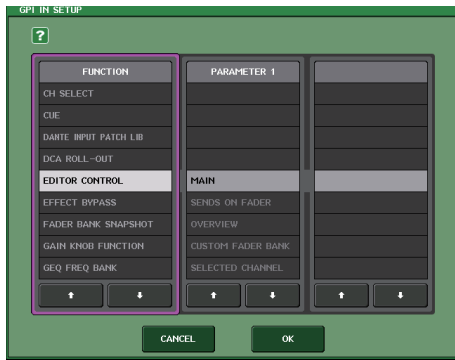 GPI IN SETUP
?
FUNCTION
CH SELECT
CUE
DANTE INPUT PATCH LIB
DCA ROLL-OUT
EDITOR CONTROL
EFFECT BYPASS
FADER BANK SNAPSHOT
GAIN KNOB FUNCTION
GEQ FREQ BANK
PARAMETER 1
MAIN
SENDS ON FADER
OVERVIEW
CUSTOM FADER BANK
SELECTED CHANNEL
CANCEL
OK